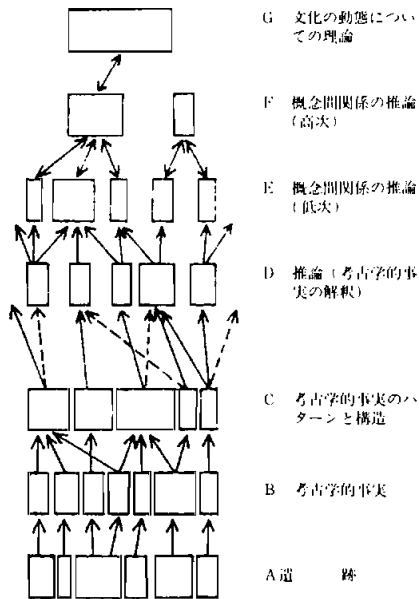 G 文化の動態につい
ての理論
F 概念間関係の推論
(高次)
E 概念間関係の推論
(低次)
D 推論(考古学的事
実の解釈)
C 考古学的事実のパ
ターンと構造
B 考古学的事実
A 遺 跡